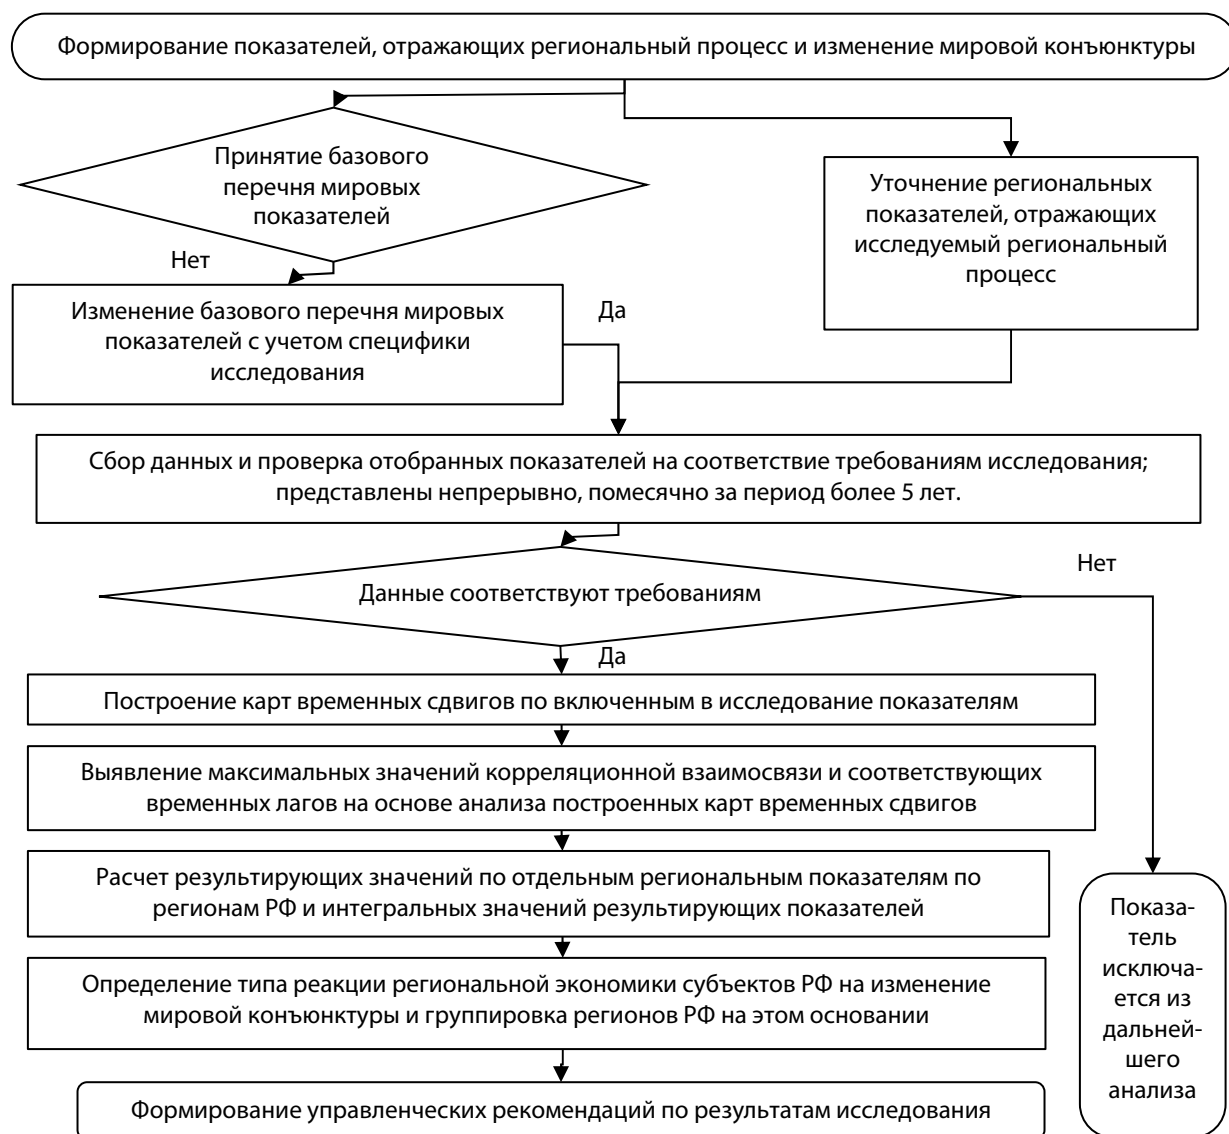 Формирование показателей, отражающих региональный процесс и изменение мировой конъюнктуры
Принятие базового
перечня мировых
показателей
Уточнение региональных
показателей, отражающих
исследуемый региональный
процесс
Нет
Изменение базового перечня мировых
показателей с учетом специфики
исследования
Да
Сбор данных и проверка отобранных показателей на соответствие требованиям исследования;
представлены непрерывно, помесячно за период более 5 лет.
Данные соответствуют требованиям
Нет
Да
Построение карт временных сдвигов по включенным в исследование показателям
Выявление максимальных значений корреляционной взаимосвязи и соответствующих
временных лагов на основе анализа построенных карт временных сдвигов
Расчет результирующих значений по отдельным региональным показателям по
регионам РФ и интегральных значений результирующих показателей
Определение типа реакции региональной экономики субъектов РФ на изменение
мировой конъюнктуры и группировка регионов РФ на этом основании
Формирование управленческих рекомендаций по результатам исследования
Показа-
тель
исключа-
ется из
дальней-
шего
анализа